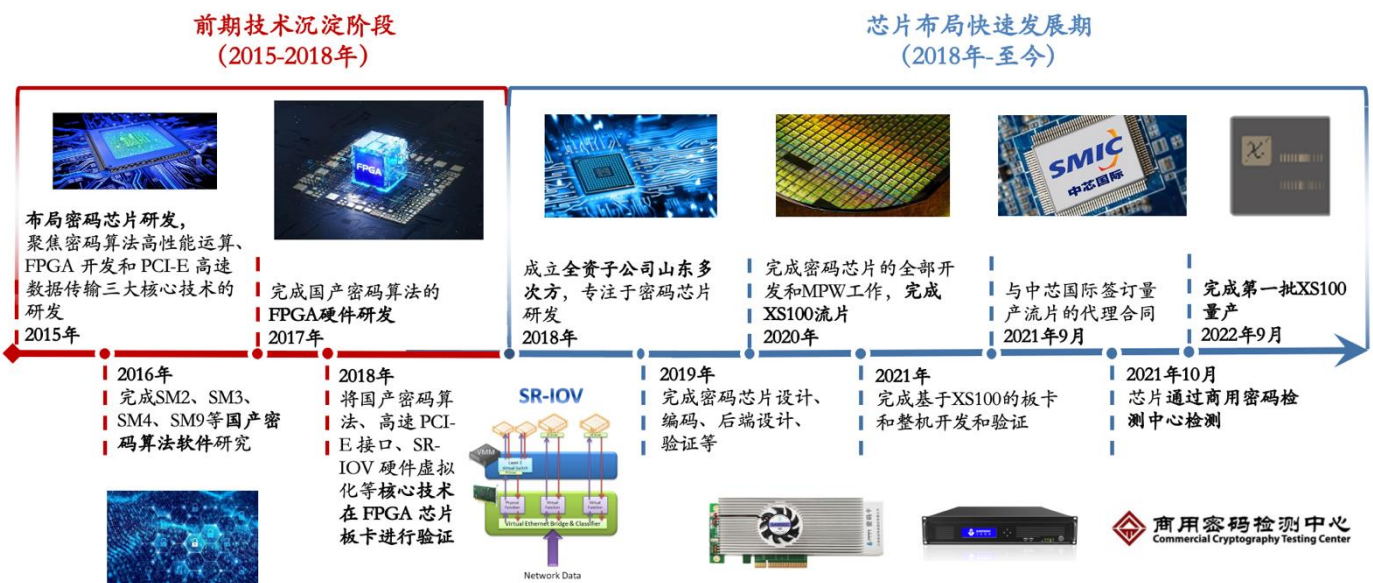 前期技术沉淀阶段
（2015-2018年）
芯片布局快速发展期
（2018年-至今）
FPGA
SMIC
中芯国际
布局密码芯片研发，
聚焦密码算法高性能运算、
FPGA 开发和 PCI-E 高速
数据传输三大核心技术的
研发
2015年
完成国产密码算法的
FPGA硬件研发
2017年
成立全资子公司山东多
次方，专注于密码芯片
研发
2018年
完成密码芯片的全部开
发和MPW工作，完成
XS100流片
2020年
与中芯国际签订量
产流片的代理合同
2021年9月
完成第一批XS100
量产
2022年9月
2016年
完成SM2、SM3、
SM4、SM9等国产密
码算法软件研究
2018年
将国产密码算
法、高速 PCI-
E 接口、SR-
IOV 硬件虚拟
化等核心技术
在 FPGA 芯片
板卡进行验证
SR-IOV
VMM
Layer 2
Virtual Switch
Physical
Function
Virtual
Function
Virtual
Function
Virtual Ethernet Bridge & Classifier
Network Data
2019年
完成密码芯片设计、
编码、后端设计、
验证等
2021年
完成基于XS100的板卡
和整机开发和验证
2021年10月
芯片通过商用密码检
测中心检测
商用密码检测中心
Commercial Cryptography Testing Center